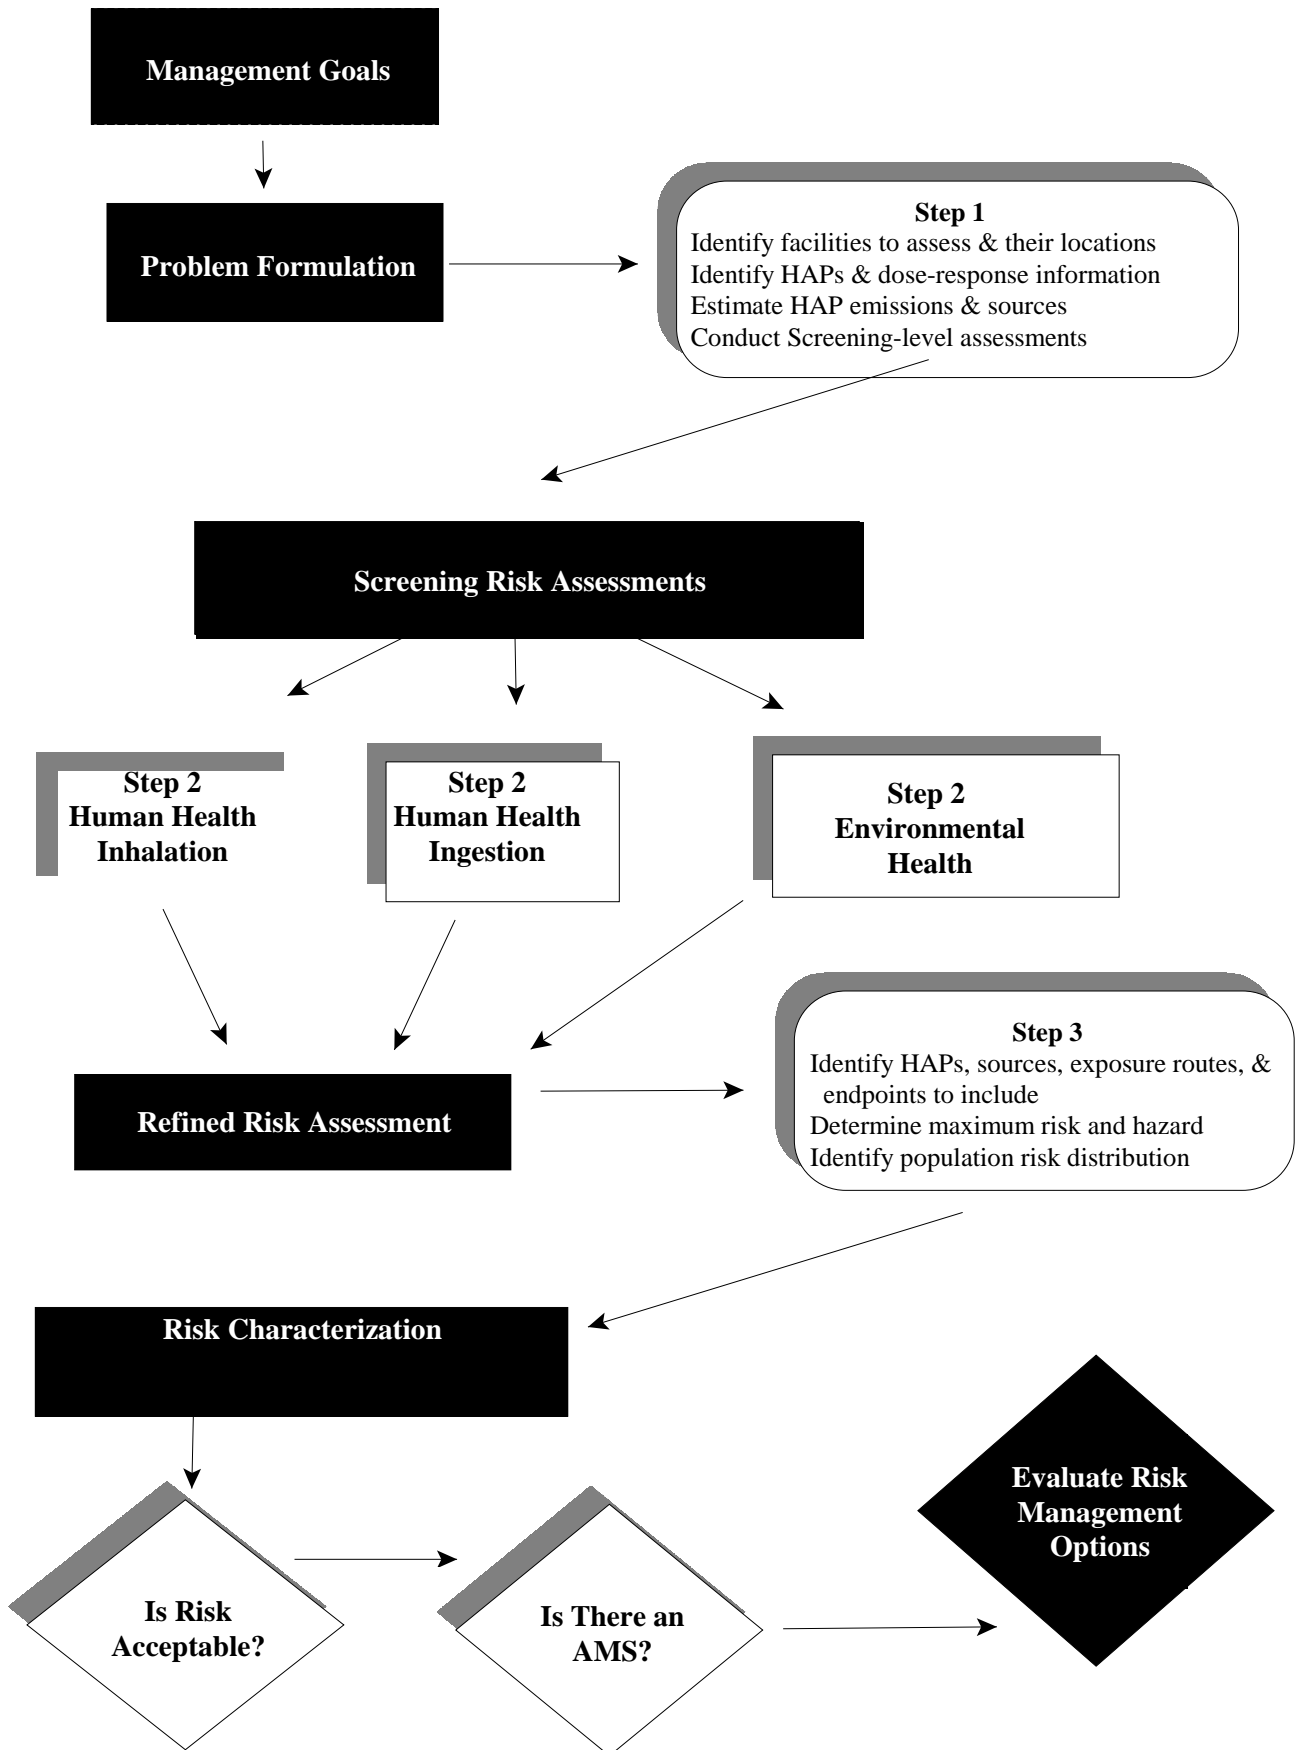 Management Goals
Problem Formulation
Step 1
Identify facilities to assess & their locations
Identify HAPs & dose-response information
Estimate HAP emissions & sources
Conduct Screening-level assessments
Screening Risk Assessments
Step 2
Human Health
Inhalation
Step 2
Human Health
Ingestion
Step 2
Environmental
Health
Step 3
Identify HAPs, sources, exposure routes, &
endpoints to include
Determine maximum risk and hazard
Identify population risk distribution
Refined Risk Assessment
Risk Characterization
Is Risk
Acceptable?
Is There an
AMS?
Evaluate Risk
Management
Options